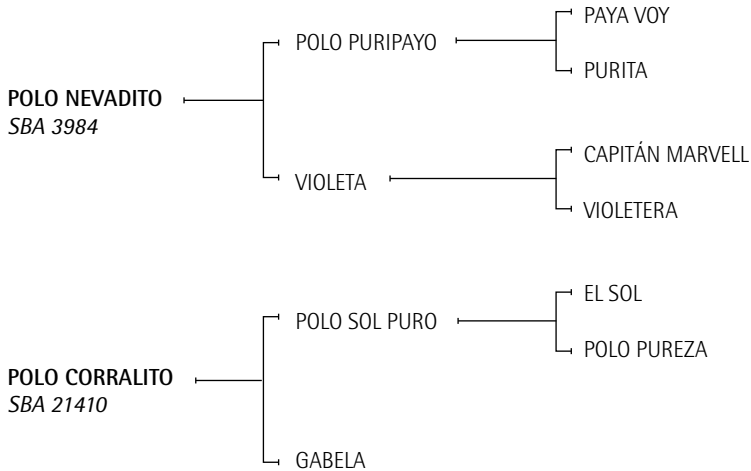 POLO NEVADITO
SBA 3984
POLO PURIPAYO
PAYA VOY
PURITA
VIOLETA
CAPITÁN MARVELL
VIOLETERA
POLO CORRALITO
SBA 21410
POLO SOL PURO
EL SOL
POLO PUREZA
GABELA